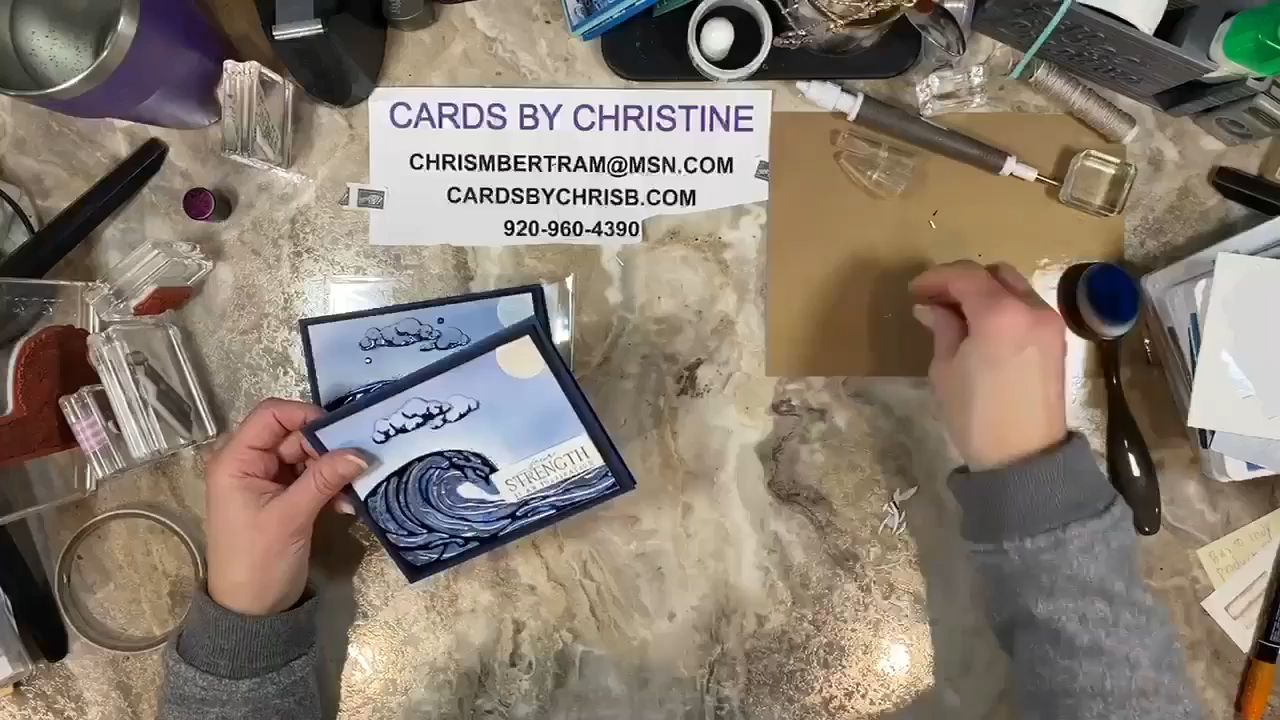 CARDS BY CHRISTINE
CHRISMBERTRAM@MSN.COM
CARDSBYCHRISB.COM
920-960-4390
STRENGTH